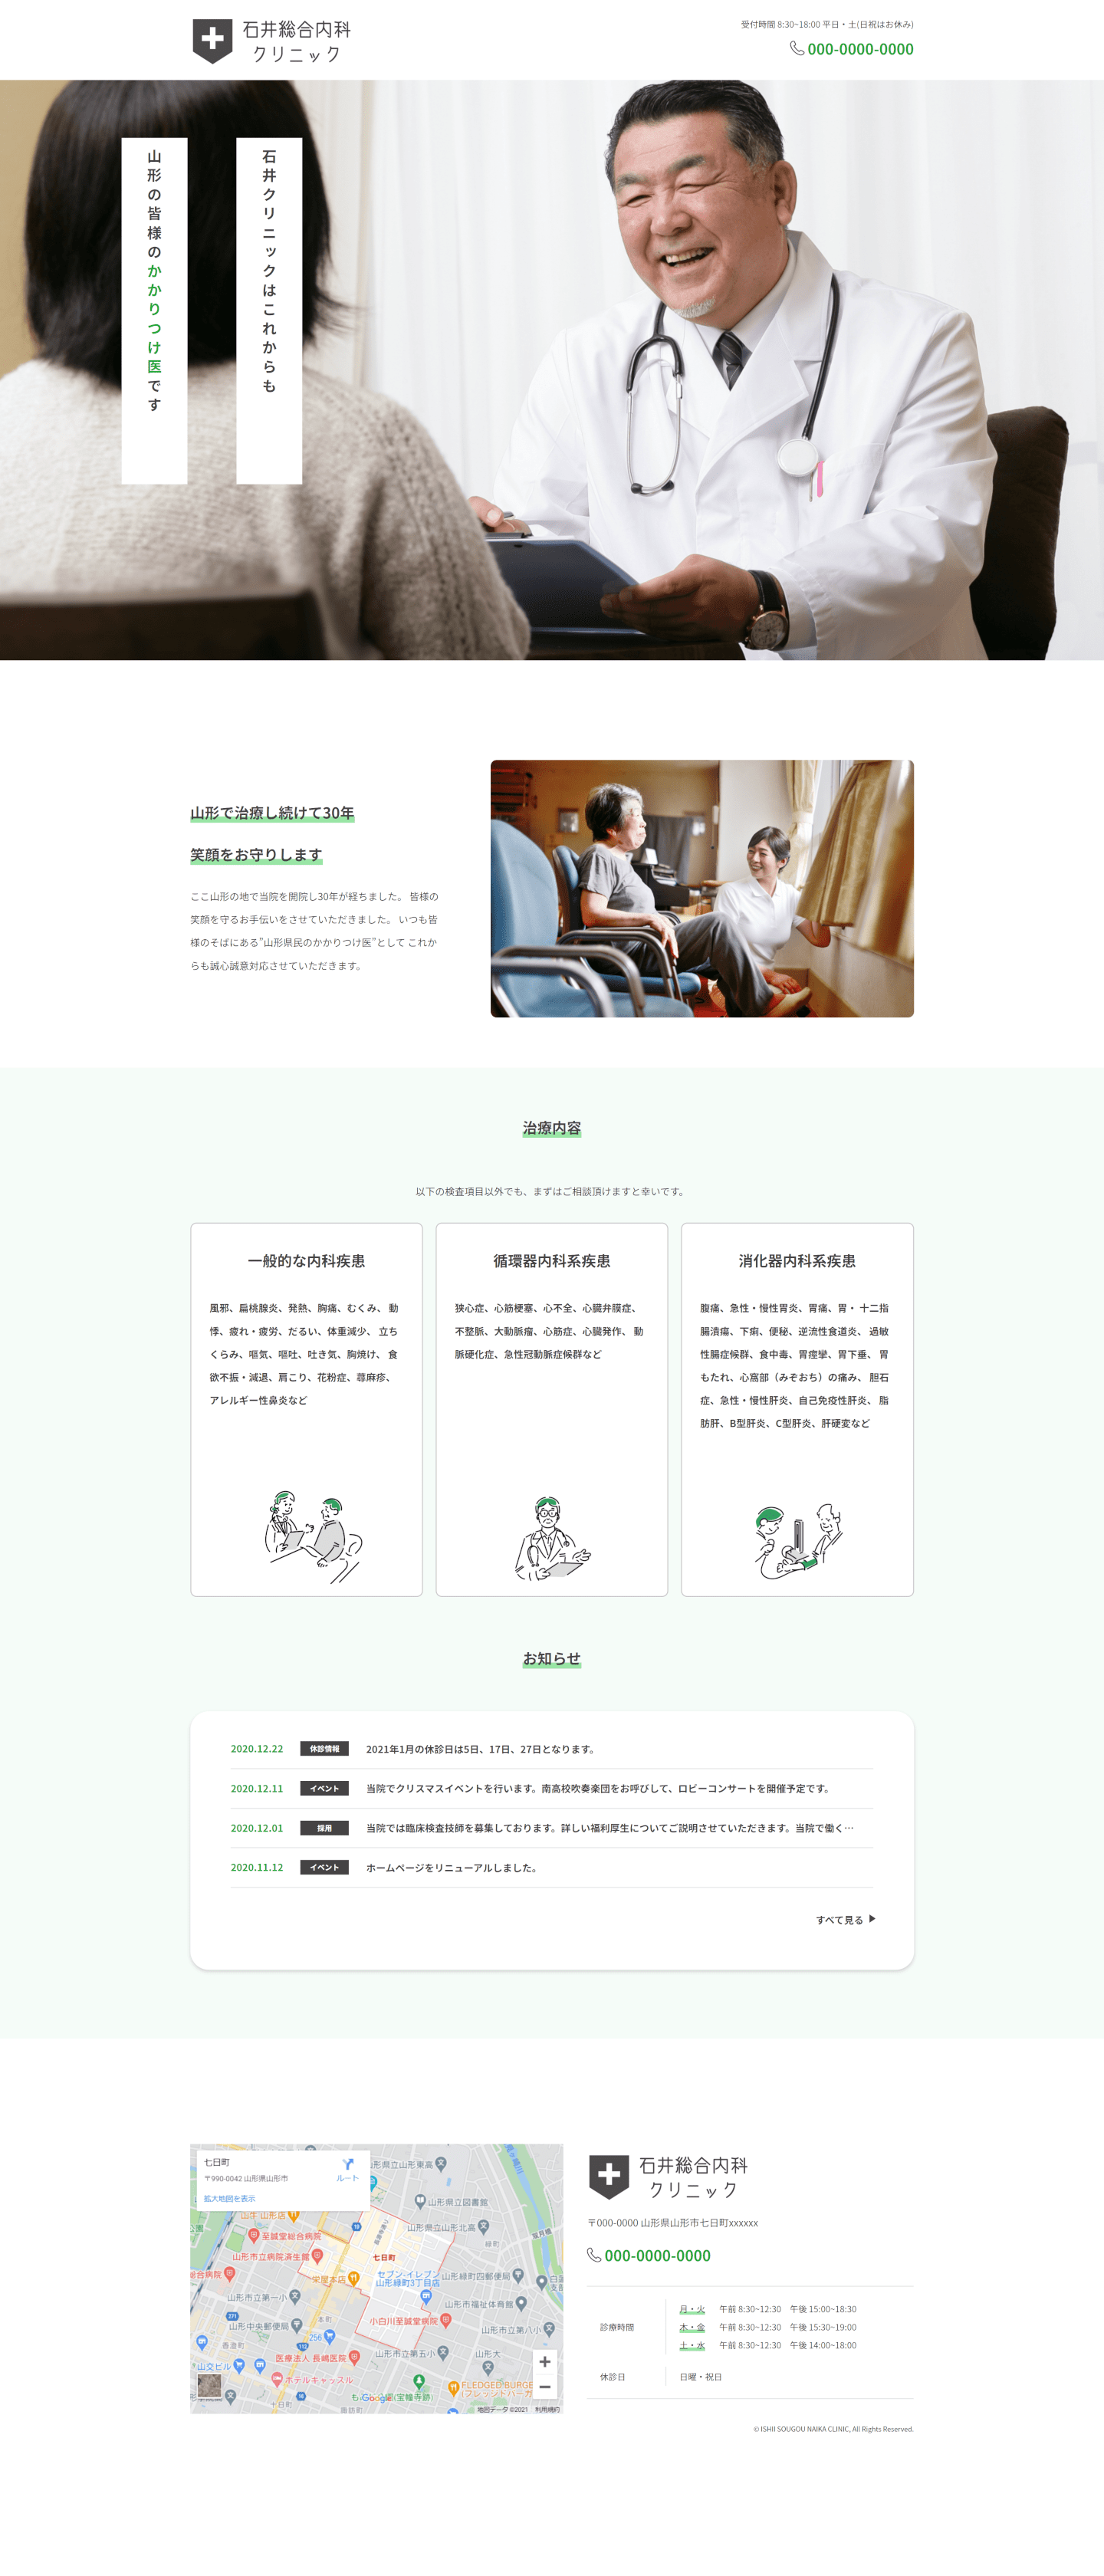 石井総合内科
クリニック
受付時間 8:30~18:00 平日・土(日祝はお休み)
000-0000-0000
石井クリニックはこれからも
山形の皆様のかかりつけ医です
山形で治療し続けて30年
笑顔をお守りします
ここ山形の地で当院を開院し30年が経ちました。 皆様の
笑顔を守るお手伝いをさせていただきました。 いつも皆
様のそばにある”山形県民のかかりつけ医”として これか
らも誠心誠意対応させていただきます。
治療内容
以下の検査項目以外でも、まずはご相談頂けますと幸いです。
一般的な内科疾患
風邪、扁桃腺炎、発熱、胸痛、むくみ、 動
悸、疲れ・疲労、だるい、体重減少、 立ち
くらみ、嘔気、嘔吐、吐き気、胸焼け、 食
欲不振・減退、肩こり、花粉症、蕁麻疹、
アレルギー性鼻炎など
循環器内科系疾患
狭心症、心筋梗塞、心不全、心臓弁膜症、
不整脈、大動脈瘤、心筋症、心臓発作、 動
脈硬化症、急性冠動脈症候群など
消化器内科系疾患
腹痛、急性・慢性胃炎、胃痛、胃・ 十二指
腸潰瘍、下痢、便秘、逆流性食道炎、 過敏
性腸症候群、食中毒、胃痙攣、胃下垂、 胃
もたれ、心窩部（みぞおち）の痛み、 胆石
症、急性・慢性肝炎、自己免疫性肝炎、 脂
肪肝、B型肝炎、C型肝炎、肝硬変など
お知らせ
2020.12.22 休診情報 2021年1月の休診日は5日、17日、27日となります。
2020.12.11 イベント 当院でクリスマスイベントを行います。南高校吹奏楽団をお呼びして、ロビーコンサートを開催予定です。
2020.12.01 採用 当院では臨床検査技師を募集しております。詳しい福利厚生についてご説明させていただきます。当院で働く…
2020.11.12 イベント ホームページをリニューアルしました。
すべて見る
七日町
〒990-0042 山形県山形市
ルート
拡大地図を表示
形県立山形東高
山形県立図書館
山形県立山形北高
至誠堂総合病院
山形市立病院済生館
七日町
緑町
総合病院
栄屋本店
セブン-イレブン
山形緑町3丁目店
山形緑町四郵便局
山形市立第一小
山形市福祉体育館
本町
小白川至誠堂病院
山形中央郵便局
山形市立第八小
香澄町
256
山形市立第五小
医療法人 長嶋医院
山形大
山交ビル
ホテルキャッスル
FLEDGED BURGE
(フレッジドバーガ
Google
(宝幢寺跡)
十日町
諏訪町
地図データ ©2021 利用規約
石井総合内科
クリニック
〒000-0000 山形県山形市七日町xxxxxx
000-0000-0000
診療時間
月・火 午前 8:30~12:30 午後 15:00~18:30
木・金 午前 8:30~12:30 午後 15:30~19:00
土・水 午前 8:30~12:30 午後 14:00~18:00
休診日 日曜・祝日
© ISHII SOUGOU NAIKA CLINIC, All Rights Reserved.